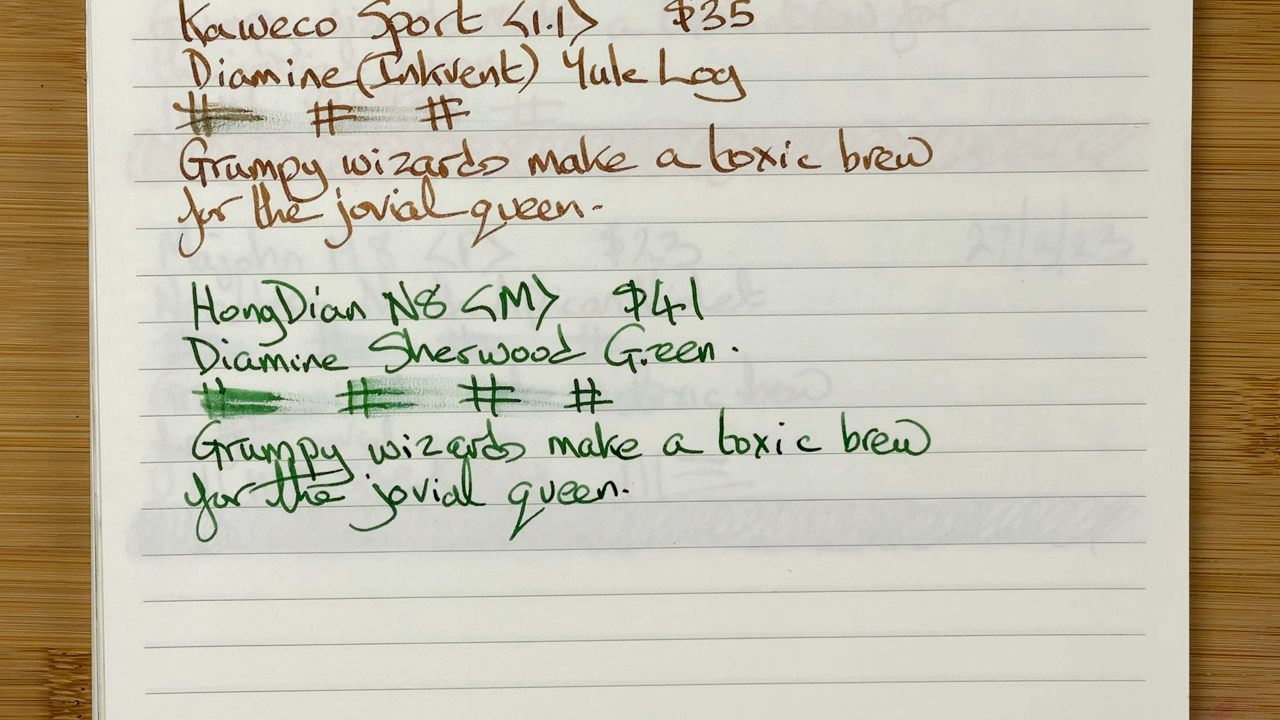 Kaweco Sport <1.1> $35
Diamine (Inkvent) Yule Log
# # #
Grumpy wizards make a toxic brew
for the jovial queen.
HongDian N8 <M> $41
Diamine Sherwood Green.
# # # #
Grumpy wizards make a toxic brew
for the jovial queen.